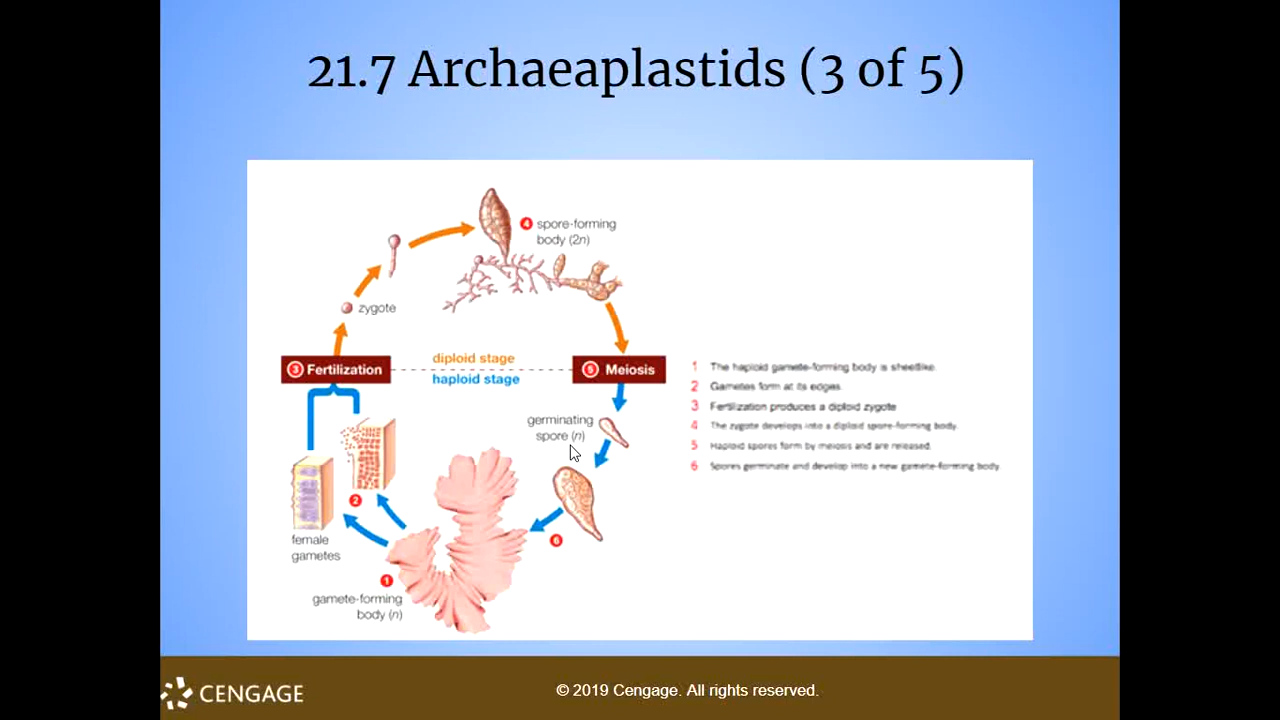 21.7 Archaeaplastids (3 of 5)
4 spore-forming
body (2n)
zygote
3 Fertilization
diploid stage
haploid stage
5 Meiosis
germinating
spore (n)
2
female
gametes
6
1
gamete-forming
body (n)
1 The haploid gamete-forming body is sheetlike.
2 Gametes form at its edges.
3 Fertilization produces a diploid zygote
4 The zygote develops into a diploid spore-forming body.
5 Haploid spores form by meiosis and are released.
6 Spores germinate and develop into a new gamete-forming body.
CENGAGE
© 2019 Cengage. All rights reserved.